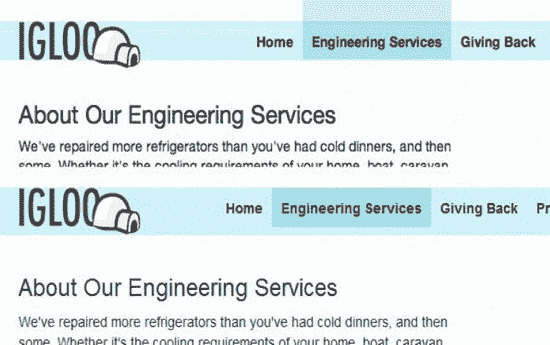 IGLOO
Home Engineering Services Giving Back
About Our Engineering Services
We've repaired more refrigerators than you've had cold dinners, and then
some. Whether it's the cooling requirements of your home, boat, caravan
IGLOO
Home Engineering Services Giving Back Pr
About Our Engineering Services
We've repaired more refrigerators than you've had cold dinners, and then
some. Whether it's the cooling requirements of your home, boat, caravan